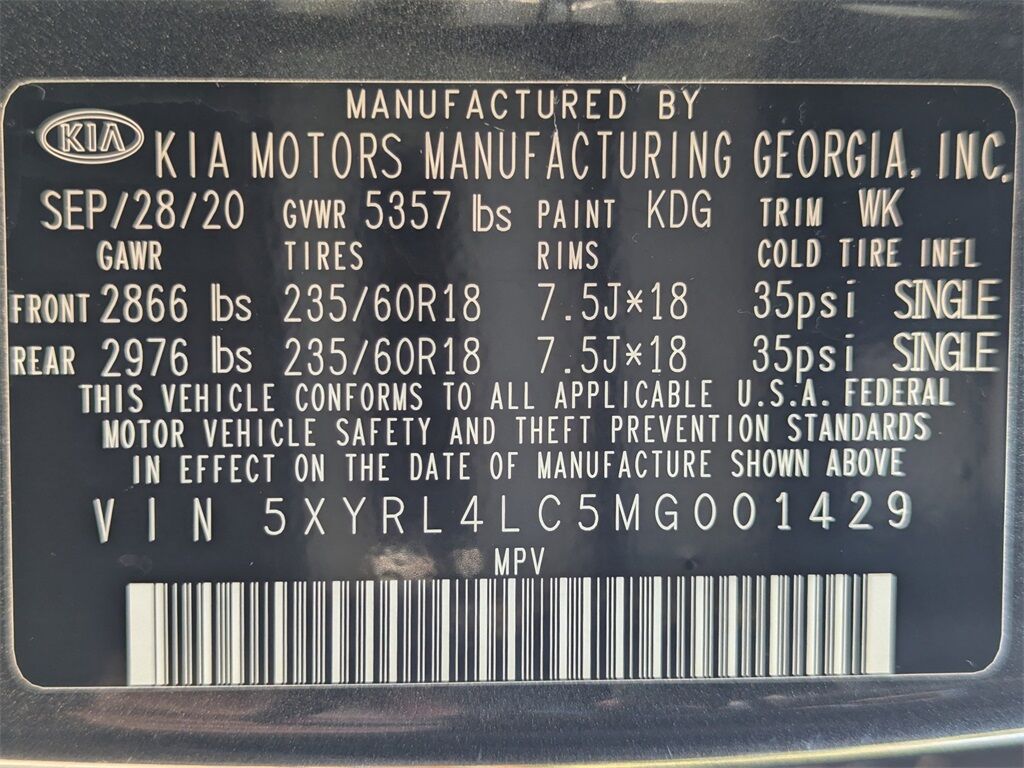 MANUFACTURED BY
KIA KIA MOTORS MANUFACTURING GEORGIA, INC.
SEP/28/20 GVWR 5357 lbs PAINT KDG TRIM WK
GAWR TIRES RIMS COLD TIRE INFL
FRONT 2866 lbs 235/60R18 7.5J*18 35psi SINGLE
REAR 2976 lbs 235/60R18 7.5J*18 35psi SINGLE
THIS VEHICLE CONFORMS TO ALL APPLICABLE U.S.A. FEDERAL
MOTOR VEHICLE SAFETY AND THEFT PREVENTION STANDARDS
IN EFFECT ON THE DATE OF MANUFACTURE SHOWN ABOVE
VIN 5XYRL4LC5MG001429
MPV